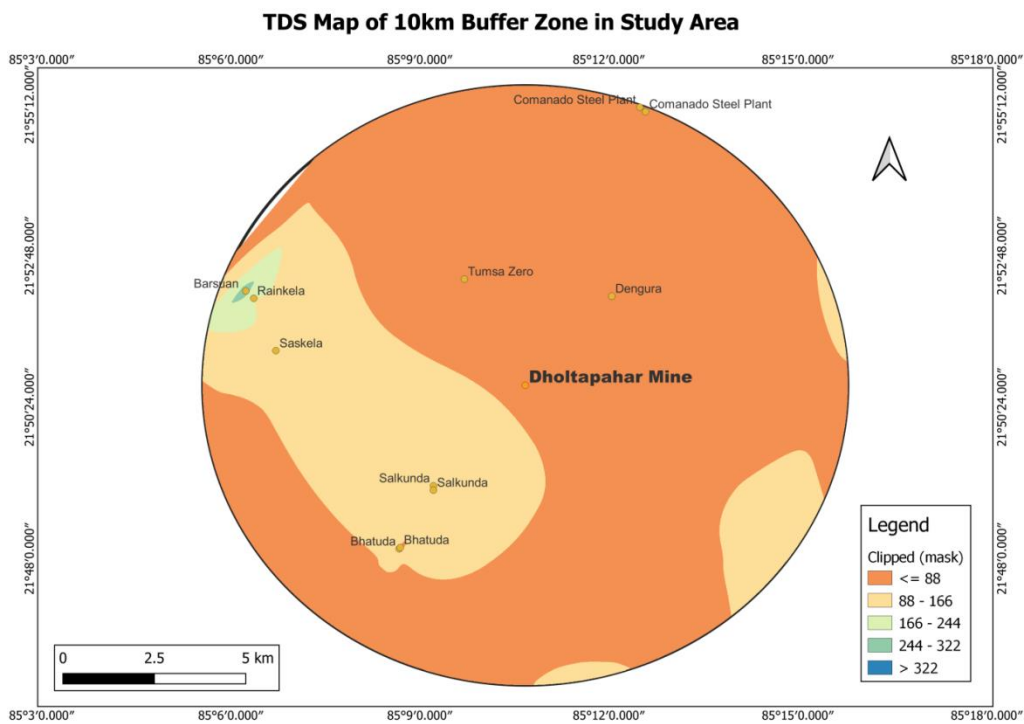 TDS Map of 10km Buffer Zone in Study Area
85°3'0.000″ 85°6'0.000″ 85°9'0.000″ 85°12'0.000″ 85°15'0.000″ 85°18'0.000″
21°55'12.000″ 21°55'12.000″
Comanado Steel Plant Comanado Steel Plant
21°52'48.000″ 21°52'48.000″
Tumsa Zero
Barsuan Rainkela
Dengura
Saskela
Dholtapahar Mine
21°50'24.000″ 21°50'24.000″
Salkunda Salkunda
Bhatuda Bhatuda
21°48'0.000″ 21°48'0.000″
Legend
Clipped (mask)
<= 88
88 - 166
166 - 244
244 - 322
> 322
0 2.5 5 km
85°3'0.000″ 85°6'0.000″ 85°9'0.000″ 85°12'0.000″ 85°15'0.000″ 85°18'0.000″